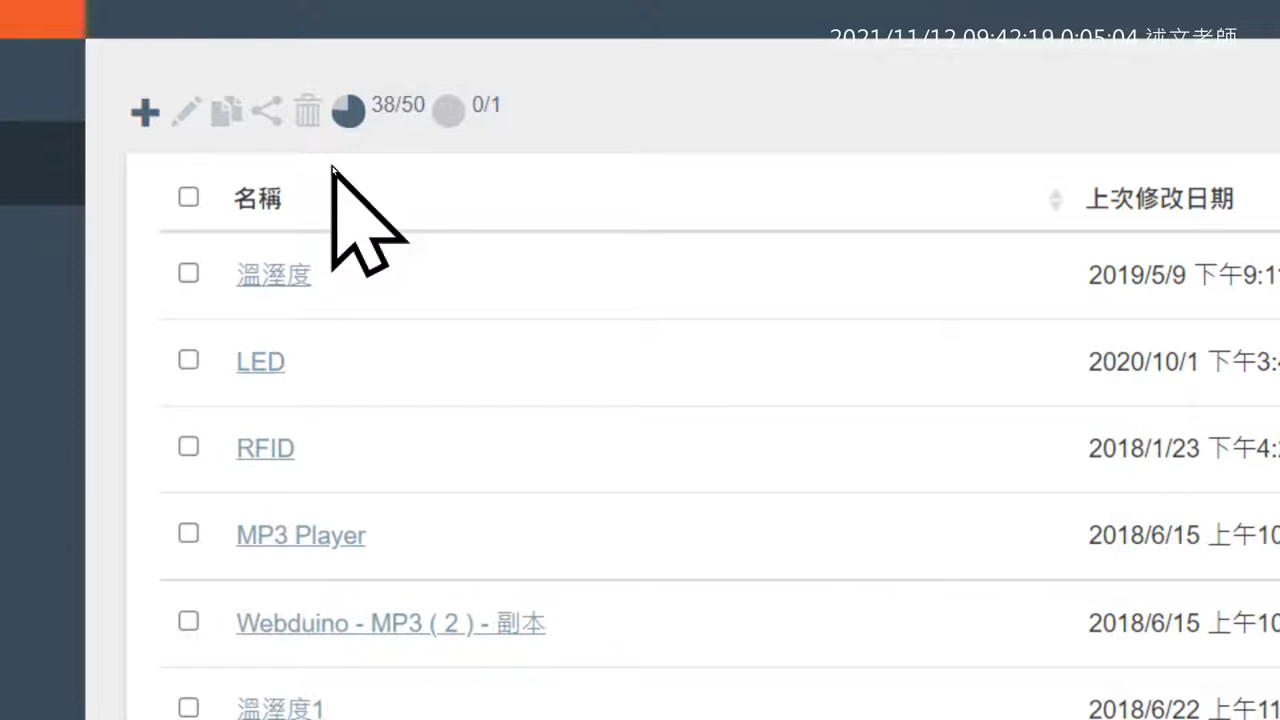 2021/11/12 09:42:19 0:05:04 述文老師
38/50 0/1
名稱 上次修改日期
溫溼度 2019/5/9 下午9:1
LED 2020/10/1 下午3:
RFID 2018/1/23 下午4:
MP3 Player 2018/6/15 上午10
Webduino - MP3 ( 2 ) - 副本 2018/6/15 上午10
溫溼度1 2018/6/22 上午11